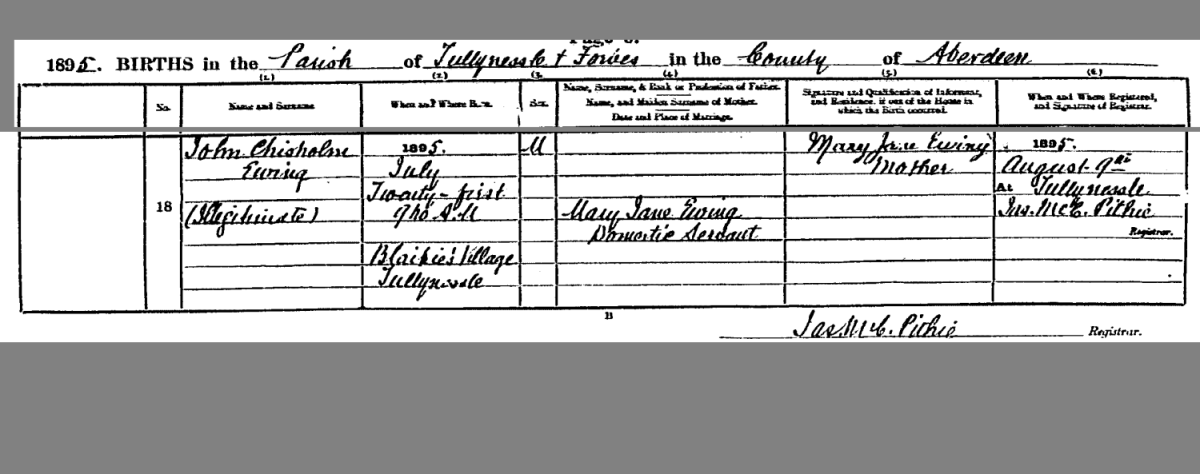 1895. BIRTHS in the Parish of Tullynessle & Forbes in the County of Aberdeen
(1.) (2.) (3. (4.) (5.) (6.)
No.
Name and Surname
When and Where Born.
Sex.
Name, Surname, & Rank or Profession of Father.
Name, and Maiden Surname of Mother.
Date and Place of Marriage.
Signature and Qualification of Informant,
and Residence, if out of the House in
which the Birth occurred.
When and Where Registered,
and Signature of Registrar.
18
John Chisholm
Ewing
(Illegitimate)
1895.
July
Twenty-first
9h0 A.M
Blaikie's Village
Tullynessle
M
Mary Jane Ewing
Domestic Servant
Mary Jane Ewing
Mother
1895.
August 9th
At Tullynessle
Jas. McC. Pithie
Registrar.
B
Jas. McC. Pithie Registrar.